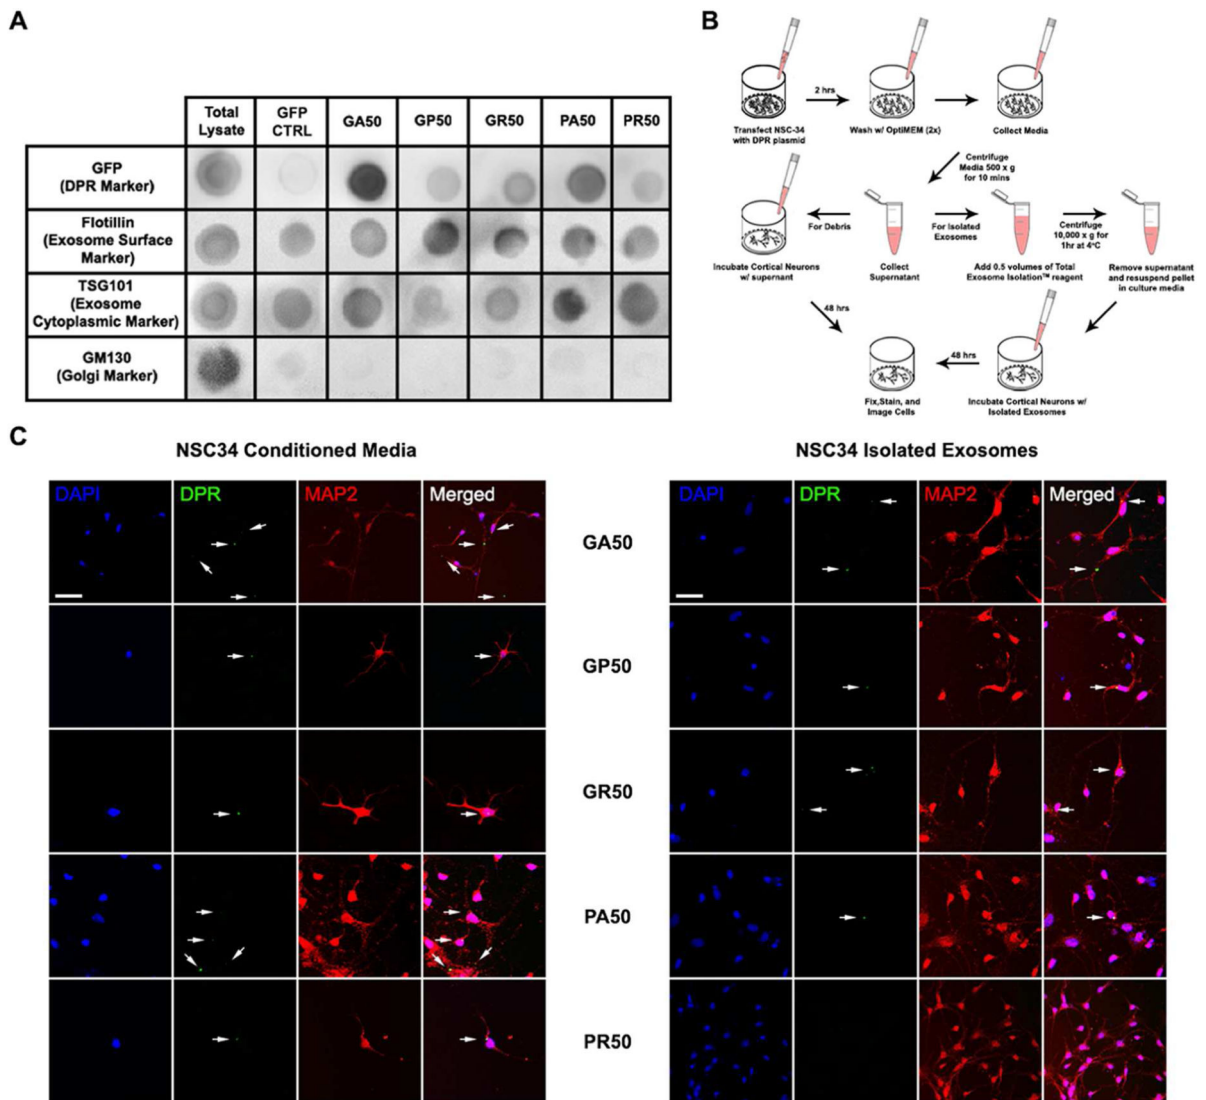 A
Total
Lysate
GFP
CTRL
GA50
GP50
GR50
PA50
PR50
GFP
(DPR Marker)
Flotillin
(Exosome Surface
Marker)
TSG101
(Exosome
Cytoplasmic Marker)
GM130
(Golgi Marker)
B
Transfect NSC-34
with DPR plasmid
2 hrs
Wash w/ OptiMEM (2x)
Collect Media
Centrifuge
Media 500 x g
for 10 mins
Incubate Cortical Neurons
w/ supernant
For Debris
Collect
Supernatant
For Isolated
Exosomes
Add 0.5 volumes of Total
Exosome Isolation™ reagent
Centrifuge
10,000 x g for
1hr at 4°C
Remove supernatant
and resuspend pellet
in culture media
48 hrs
Fix,Stain, and
Image Cells
48 hrs
Incubate Cortical Neurons w/
Isolated Exosomes
C
NSC34 Conditioned Media
NSC34 Isolated Exosomes
DAPI
DPR
MAP2
Merged
DAPI
DPR
MAP2
Merged
GA50
GP50
GR50
PA50
PR50